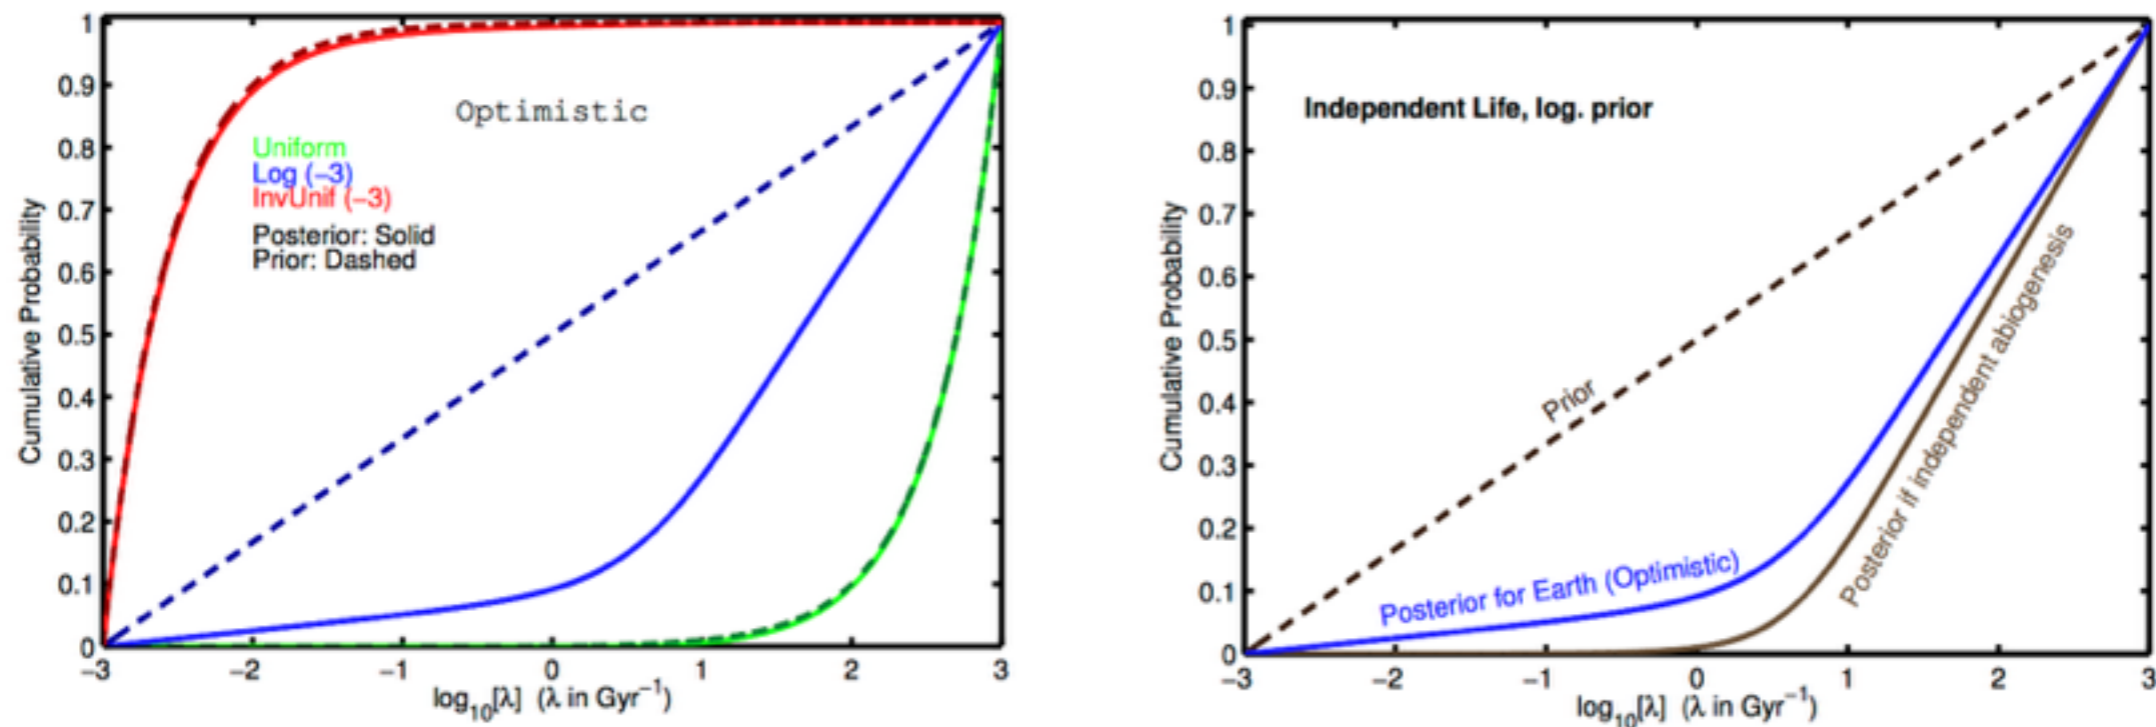 1
0.9
0.8
0.7
0.6
0.5
0.4
0.3
0.2
0.1
0
Cumulative Probability
Optimistic
Uniform
Log (−3)
InvUnif (−3)
Posterior: Solid
Prior: Dashed
−3 −2 −1 0 1 2 3
log10[λ] (λ in Gyr−1)
1
0.9
0.8
0.7
0.6
0.5
0.4
0.3
0.2
0.1
0
Cumulative Probability
Independent Life, log. prior
Prior
Posterior for Earth (Optimistic)
Posterior if independent abiogenesis
−3 −2 −1 0 1 2 3
log10[λ] (λ in Gyr−1)